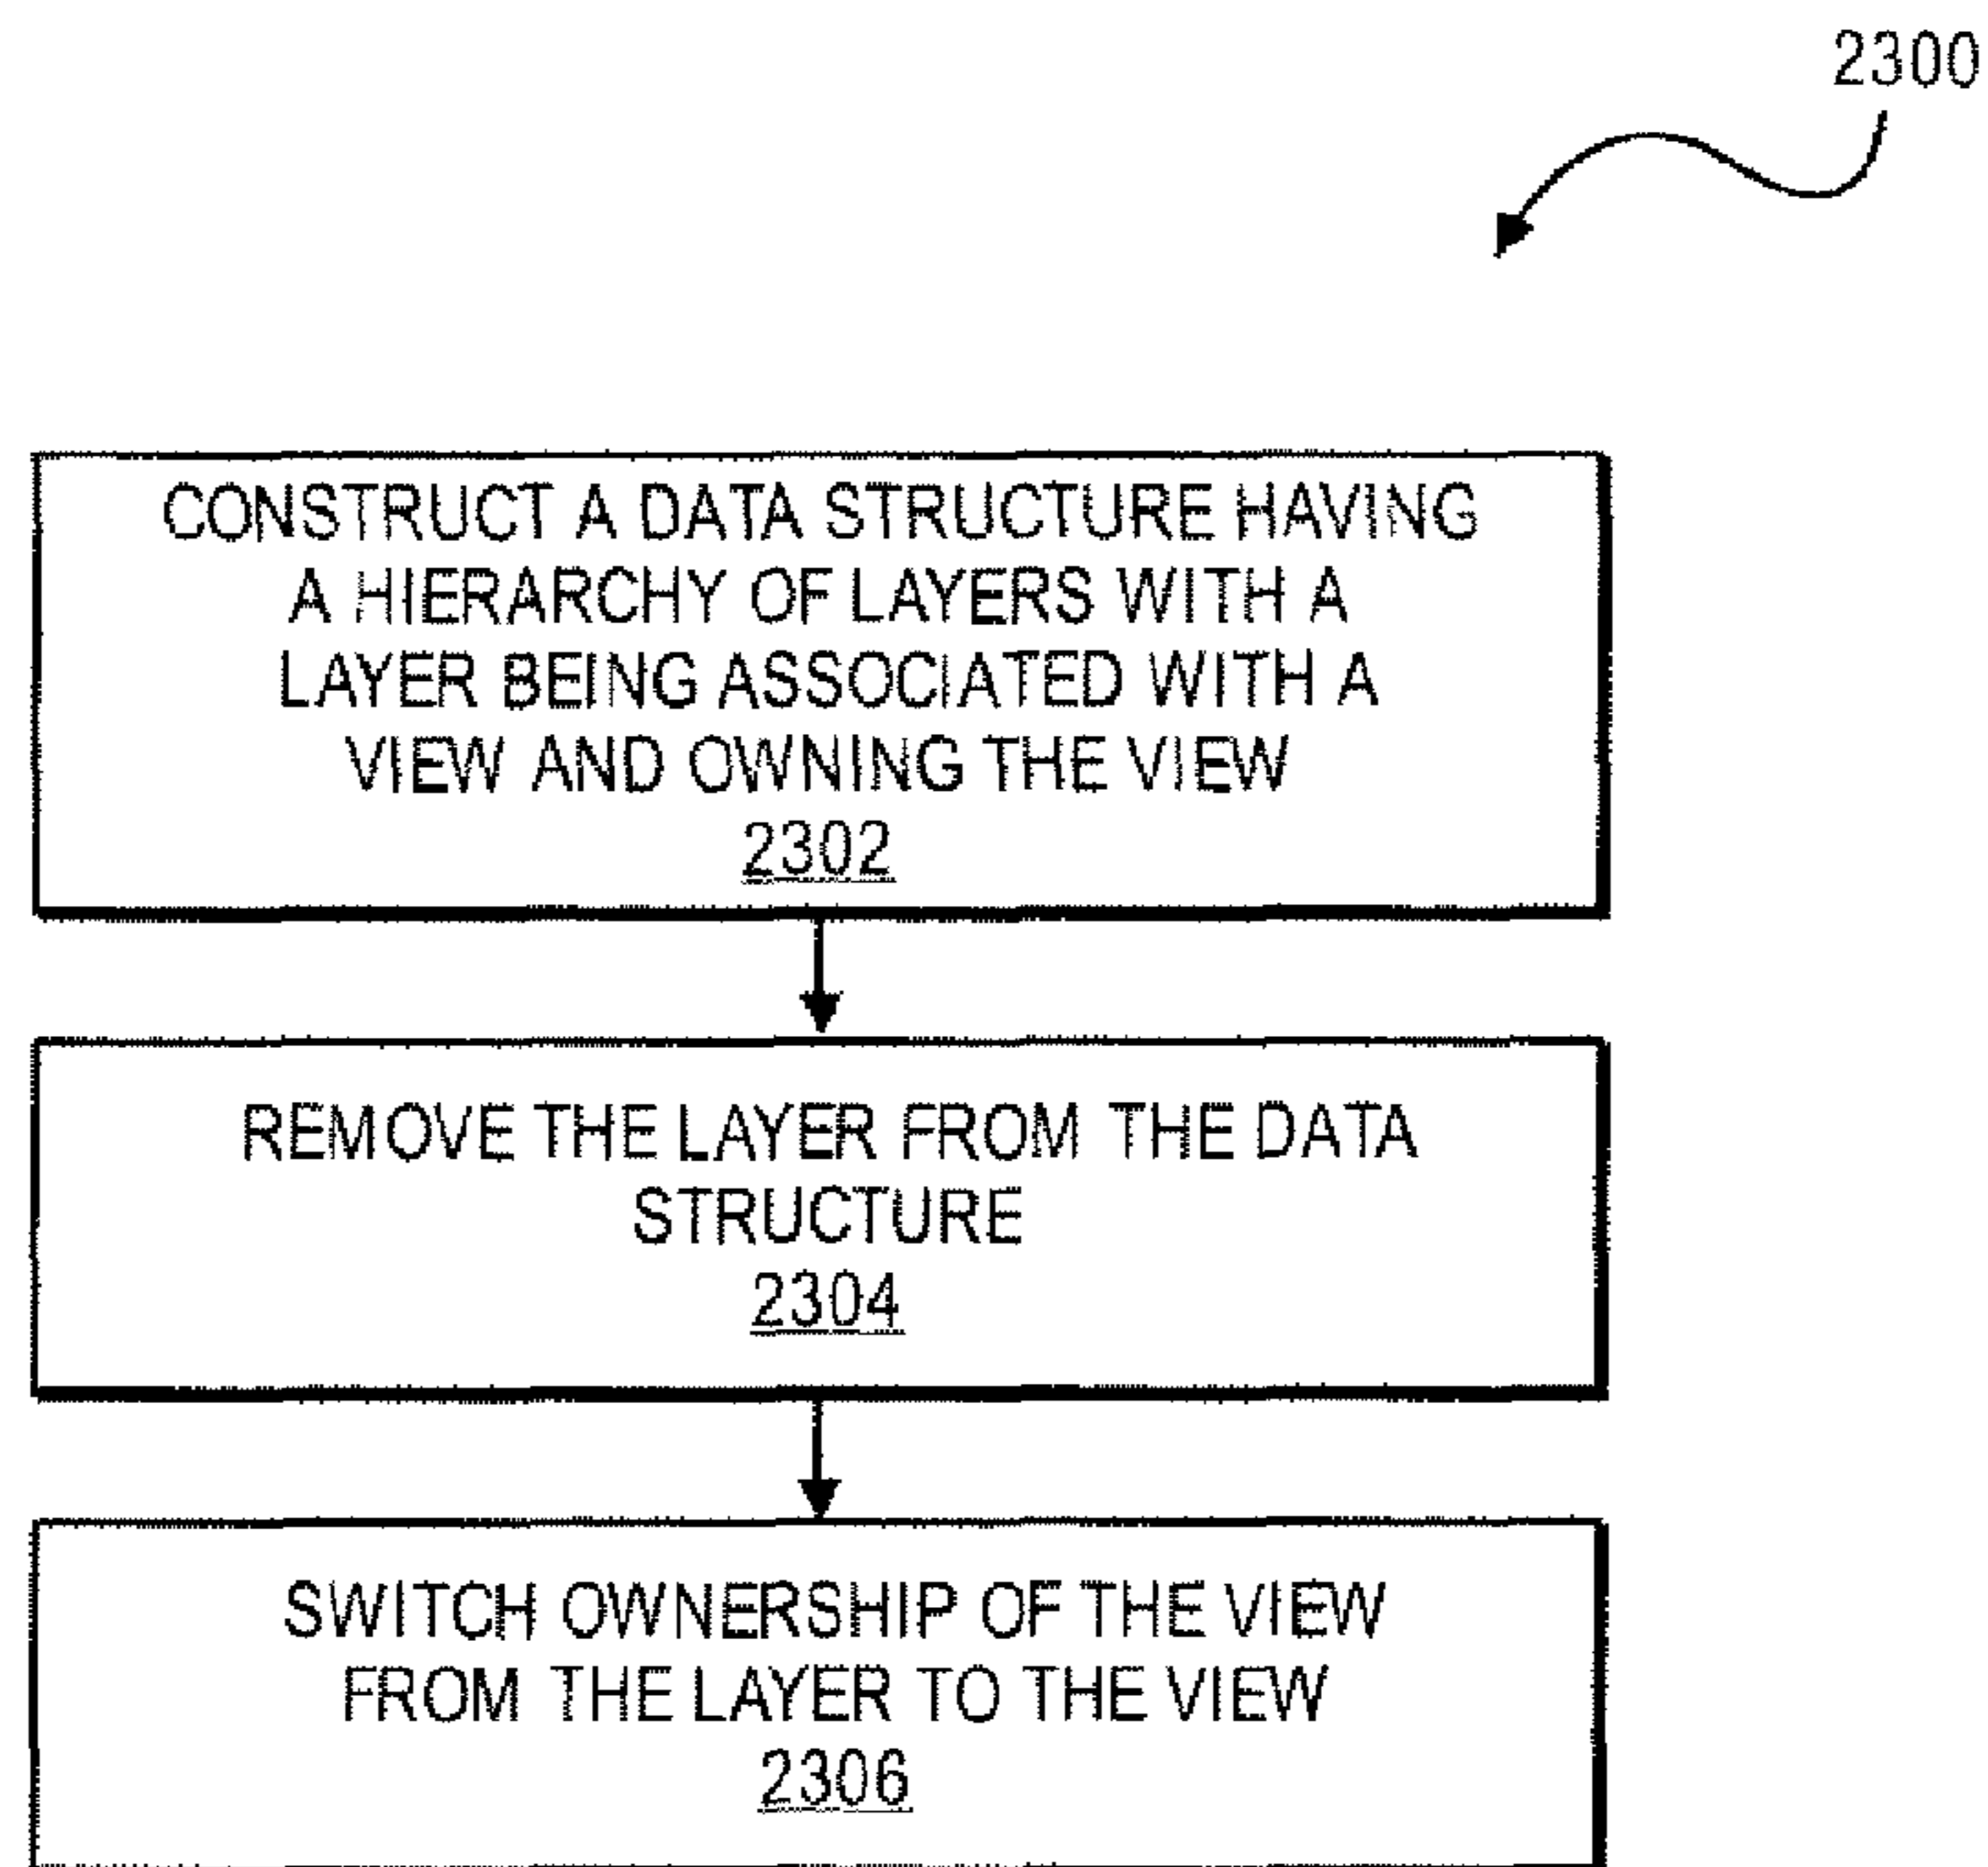 2300
CONSTRUCT A DATA STRUCTURE HAVING
A HIERARCHY OF LAYERS WITH A
LAYER BEING ASSOCIATED WITH A
VIEW AND OWNING THE VIEW
2302
REMOVE THE LAYER FROM THE DATA
STRUCTURE
2304
SWITCH OWNERSHIP OF THE VIEW
FROM THE LAYER TO THE VIEW
2306